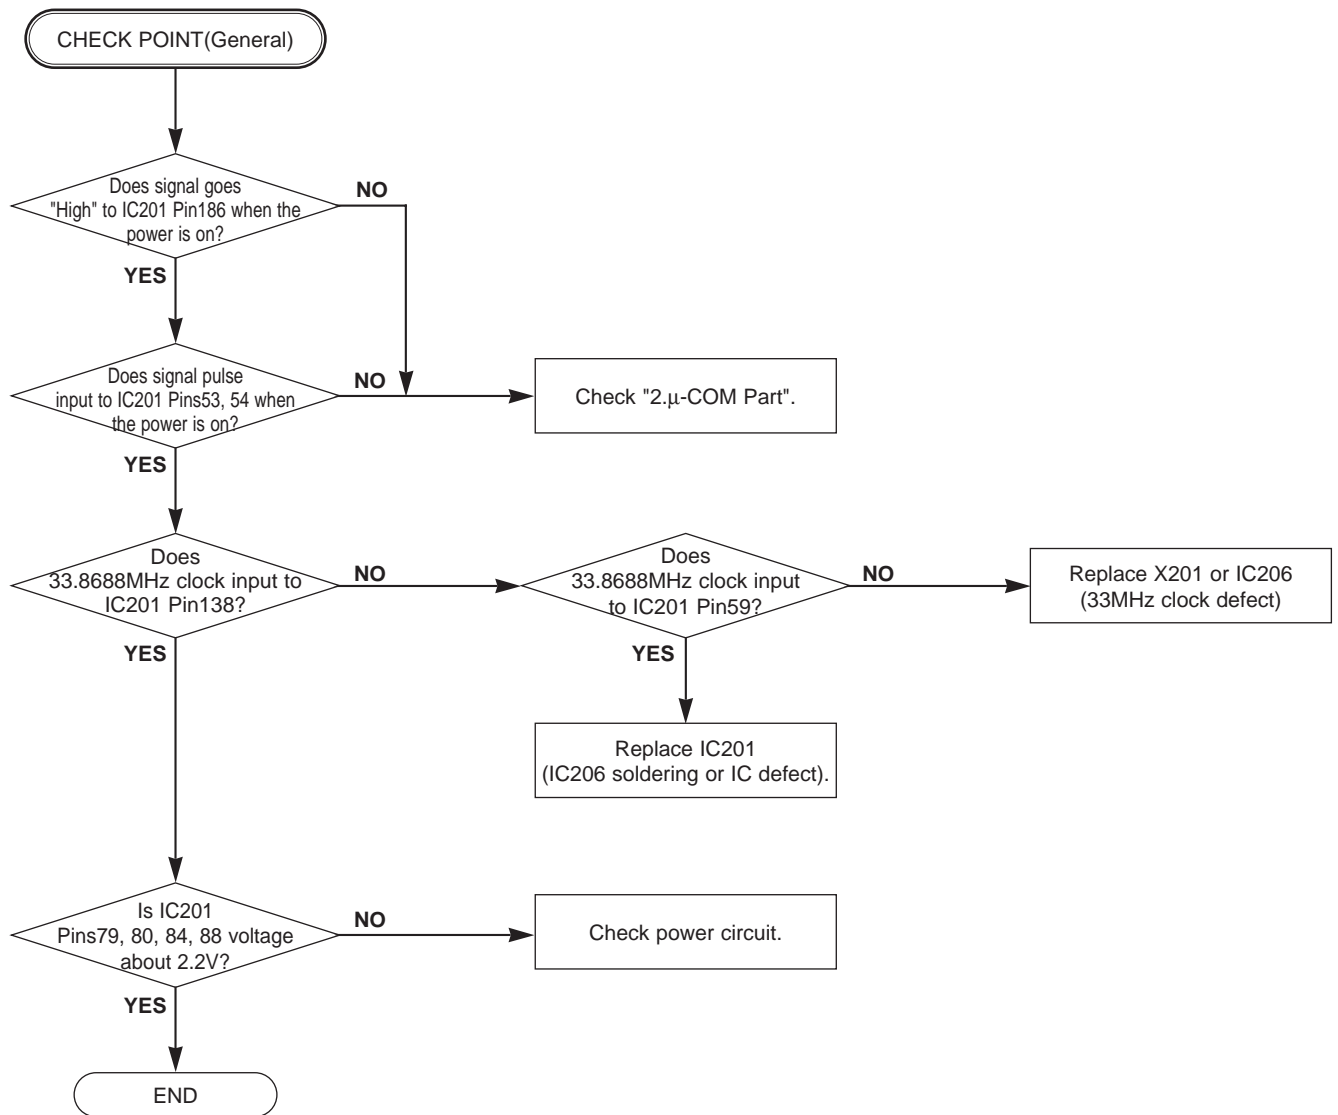 CHECK POINT(General)
Does signal goes
"High" to IC201 Pin186 when the
power is on?
NO
YES
Does signal pulse
input to IC201 Pins53, 54 when
the power is on?
NO
Check "2.μ-COM Part".
YES
Does
33.8688MHz clock input to
IC201 Pin138?
NO
Does
33.8688MHz clock input
to IC201 Pin59?
NO
Replace X201 or IC206
(33MHz clock defect)
YES
YES
Replace IC201
(IC206 soldering or IC defect).
Is IC201
Pins79, 80, 84, 88 voltage
about 2.2V?
NO
Check power circuit.
YES
END